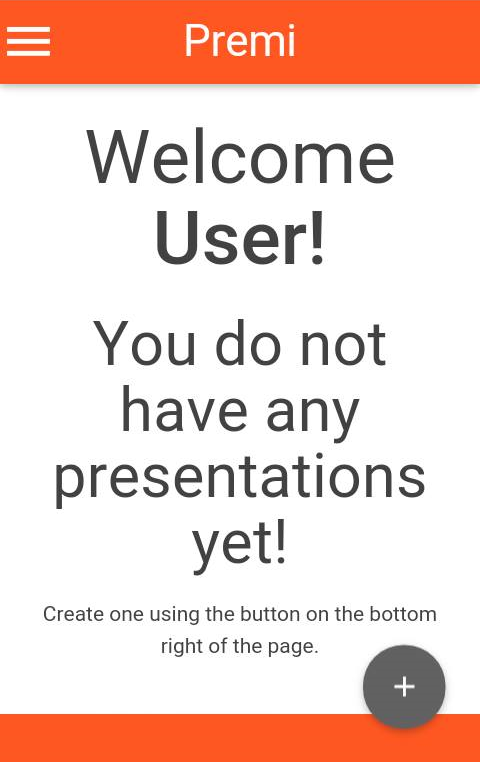 Premi
Welcome
User!
You do not
have any
presentations
yet!
Create one using the button on the bottom
right of the page.
+